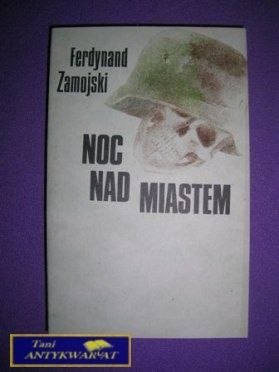 Ferdynand
Zamojski
NOC
NAD
MIASTEM
Tani
ANTYKWARIAT